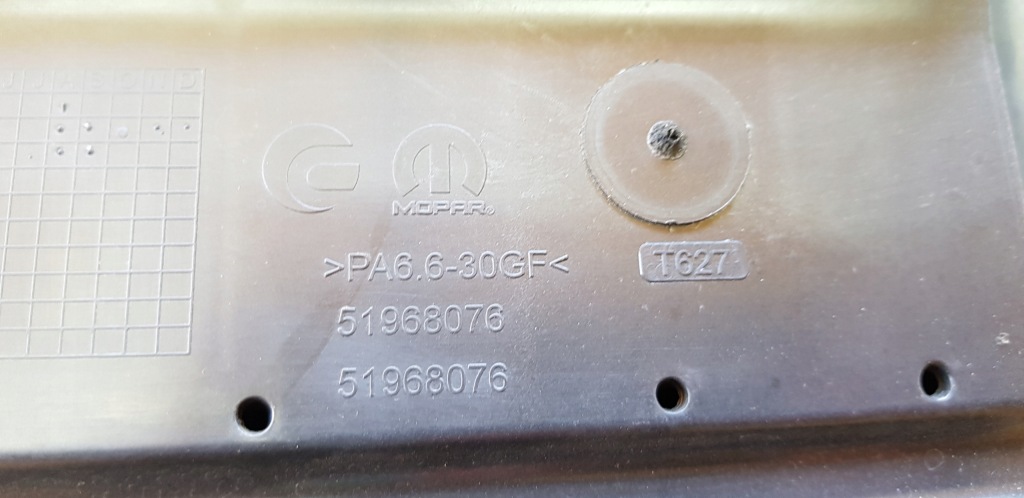 J J A S O N D
MOPAR®
>PA6.6-30GF<
T627
51968076
51968076